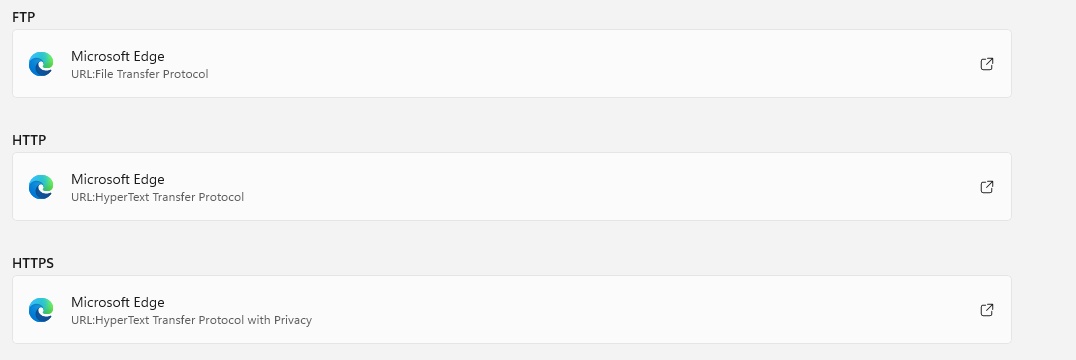 FTP
Microsoft Edge
URL:File Transfer Protocol
HTTP
Microsoft Edge
URL:HyperText Transfer Protocol
HTTPS
Microsoft Edge
URL:HyperText Transfer Protocol with Privacy